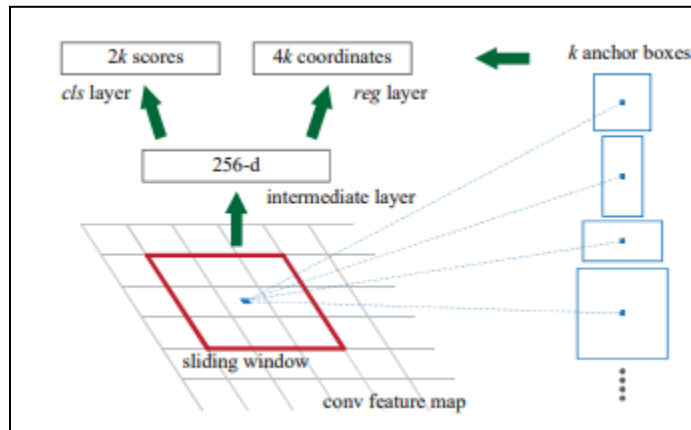 2k scores
4k coordinates
k anchor boxes
cls layer
reg layer
256-d
intermediate layer
sliding window
conv feature map